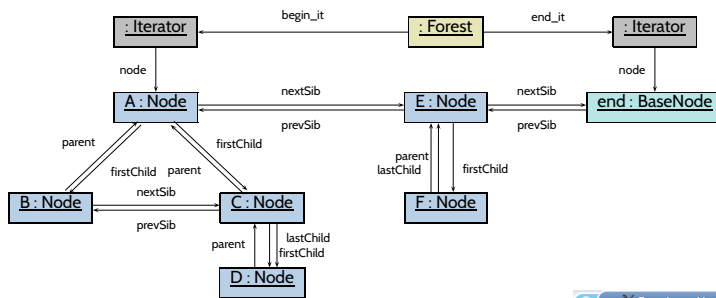 begin_it
end_it
: Iterator
: Forest
: Iterator
node
node
nextSib
nextSib
A : Node
E : Node
end : BaseNode
prevSib
prevSib
parent
firstChild
firstChild
parent
parent
lastChild
firstChild
nextSib
B : Node
C : Node
F : Node
prevSib
parent
lastChild
firstChild
D : Node